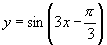 y = sin(3x − π/3)